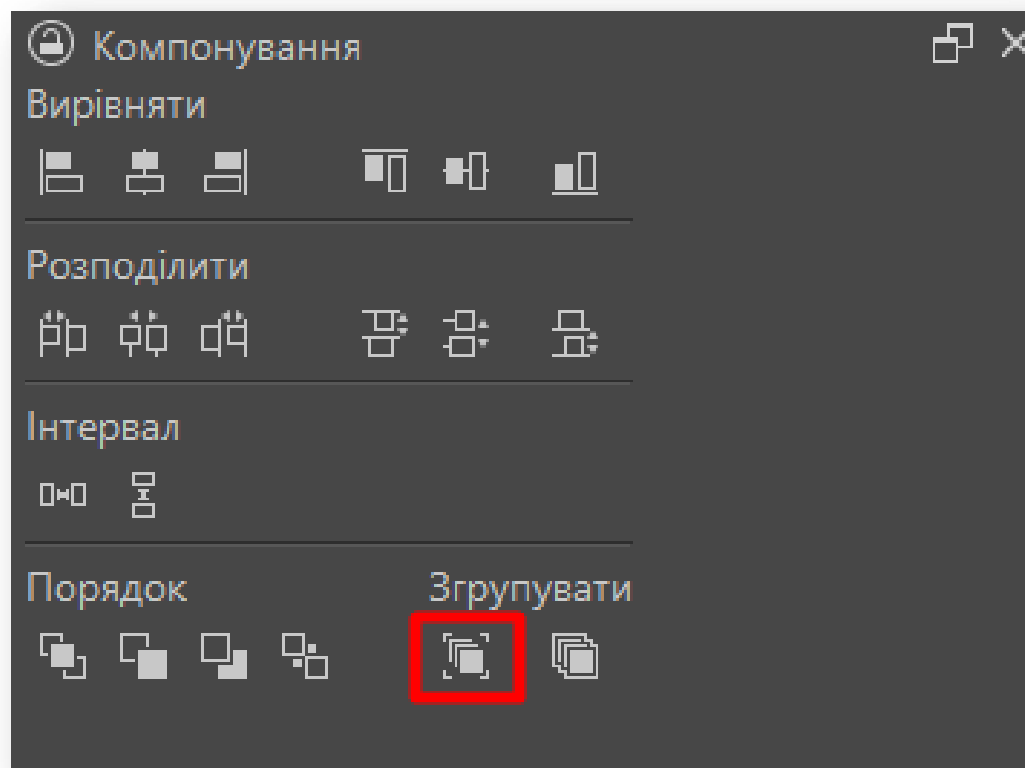 Компонування
Вирівняти
Розподілити
Інтервал
Порядок Згрупувати